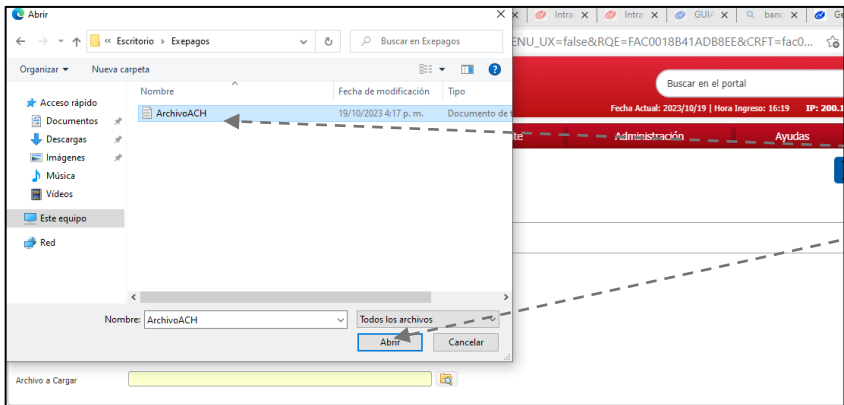 Abrir
Intra
Intra
GUIA
banc
Ge
Escritorio > Exepagos
Buscar en Exepagos
ENU_UX=false&RQE=FAC0018B41ADB8EE&CRFT=fac0...
Organizar
Nueva carpeta
Buscar en el portal
Nombre
Fecha de modificación
Tipo
Acceso rápido
ArchivoACH
19/10/2023 4:17 p. m.
Documento de t
Fecha Actual: 2023/10/19 | Hora Ingreso: 16:19 IP: 200.1
Documentos
Descargas
te
Administración
Ayudas
Imágenes
Música
Vídeos
Este equipo
Red
Nombre: ArchivoACH
Todos los archivos
Abrir
Cancelar
Archivo a Cargar